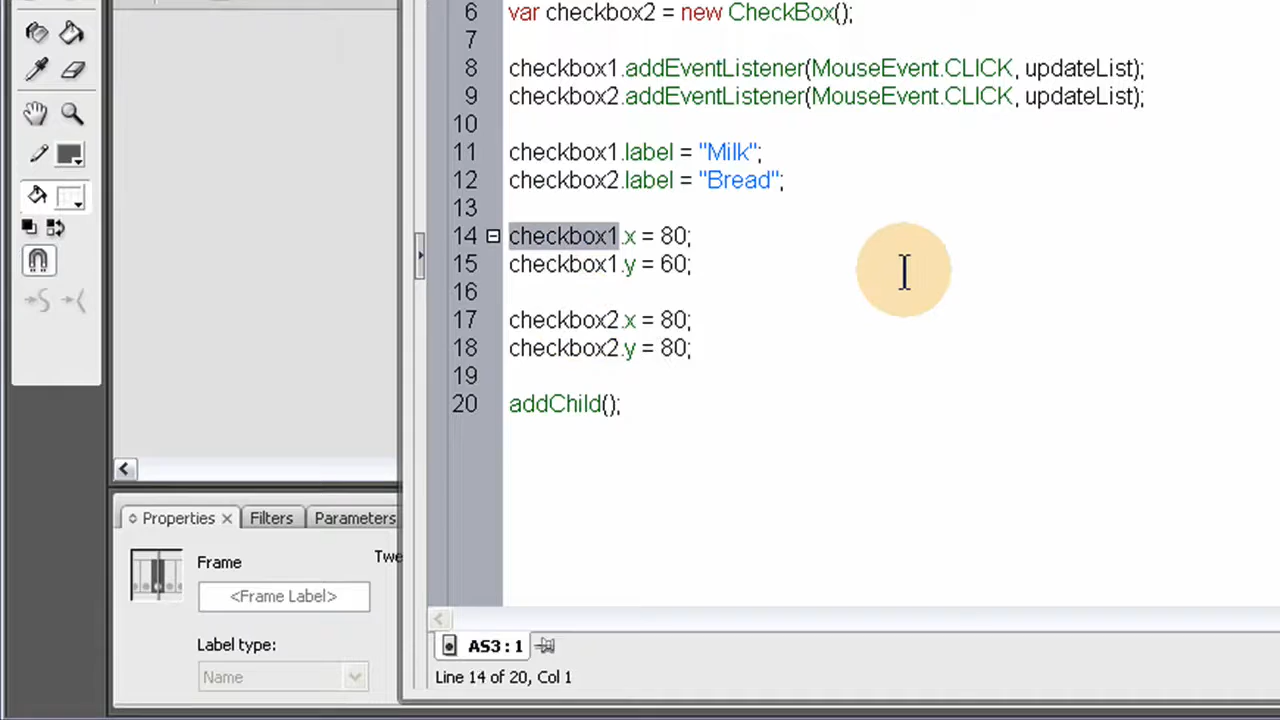 6 var checkbox2 = new CheckBox();
7
8 checkbox1.addEventListener(MouseEvent.CLICK, updateList);
9 checkbox2.addEventListener(MouseEvent.CLICK, updateList);
10
11 checkbox1.label = "Milk";
12 checkbox2.label = "Bread";
13
14 checkbox1.x = 80;
15 checkbox1.y = 60;
16
17 checkbox2.x = 80;
18 checkbox2.y = 80;
19
20 addChild();
Properties Filters Parameters
Frame Twe
<Frame Label>
Label type:
Name
AS3 : 1
Line 14 of 20, Col 1